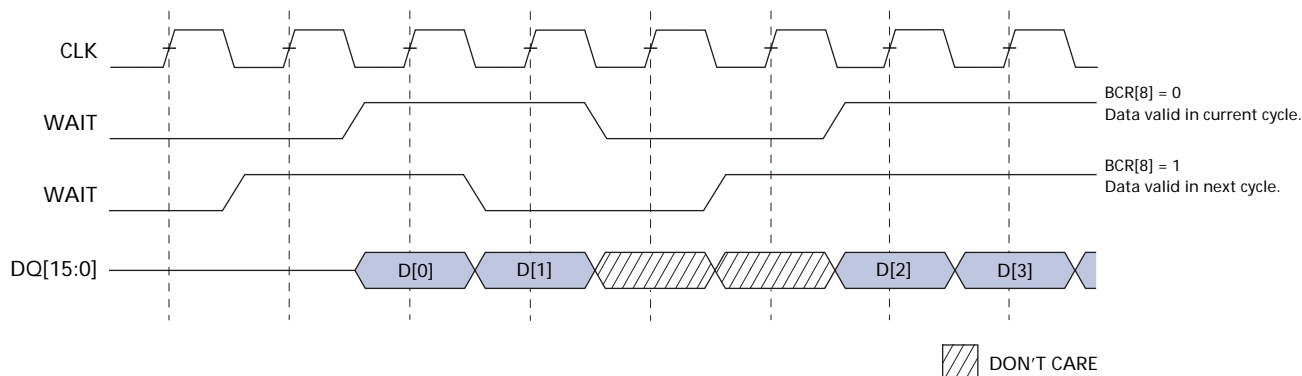 CLK
WAIT
BCR[8] = 0
Data valid in current cycle.
WAIT
BCR[8] = 1
Data valid in next cycle.
DQ[15:0]
D[0]
D[1]
D[2]
D[3]
DON'T CARE